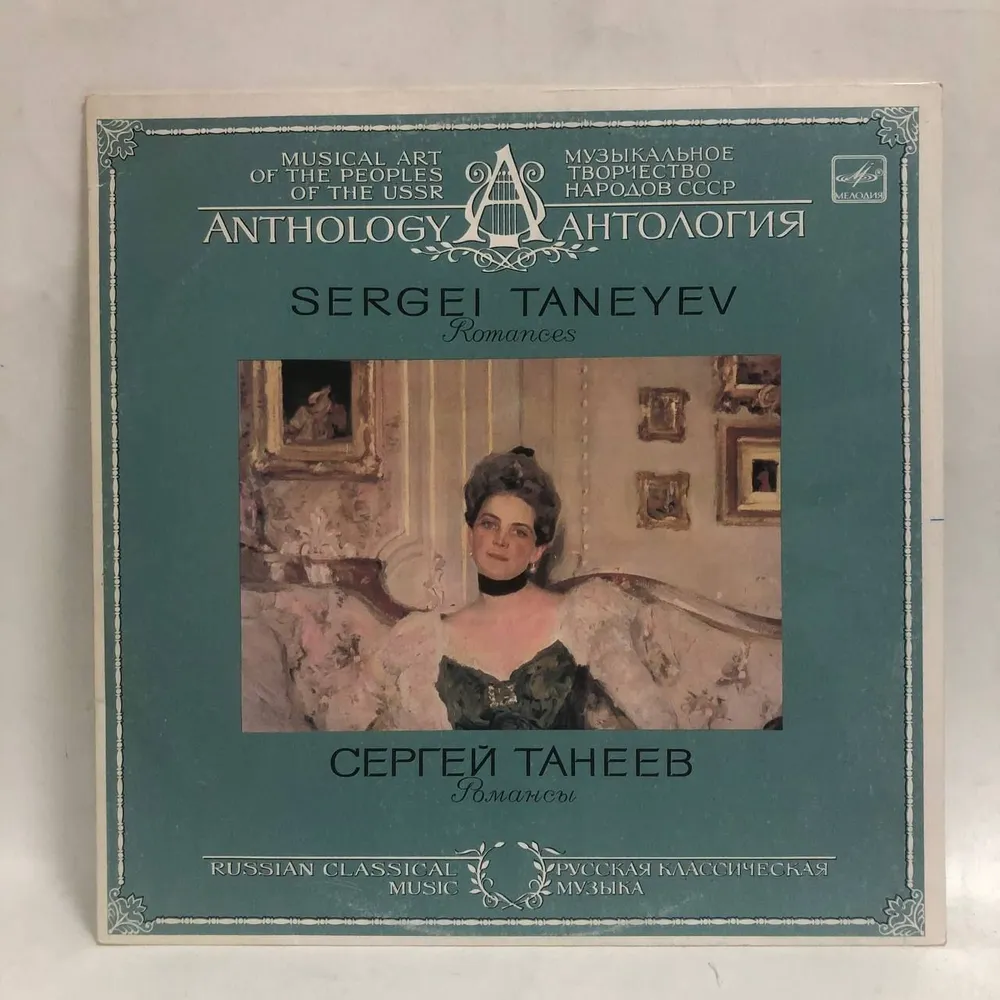 MUSICAL ART
OF THE PEOPLES
OF THE USSR
ANTHOLOGY
МУЗЫКАЛЬНОЕ
ТВОРЧЕСТВО
НАРОДОВ СССР
АНТОЛОГИЯ
МЕЛОДИЯ
SERGEI TANEYEV
Romances
СЕРГЕЙ ТАНЕЕВ
Романсы
RUSSIAN CLASSICAL
MUSIC
РУССКАЯ КЛАССИЧЕСКАЯ
МУЗЫКА